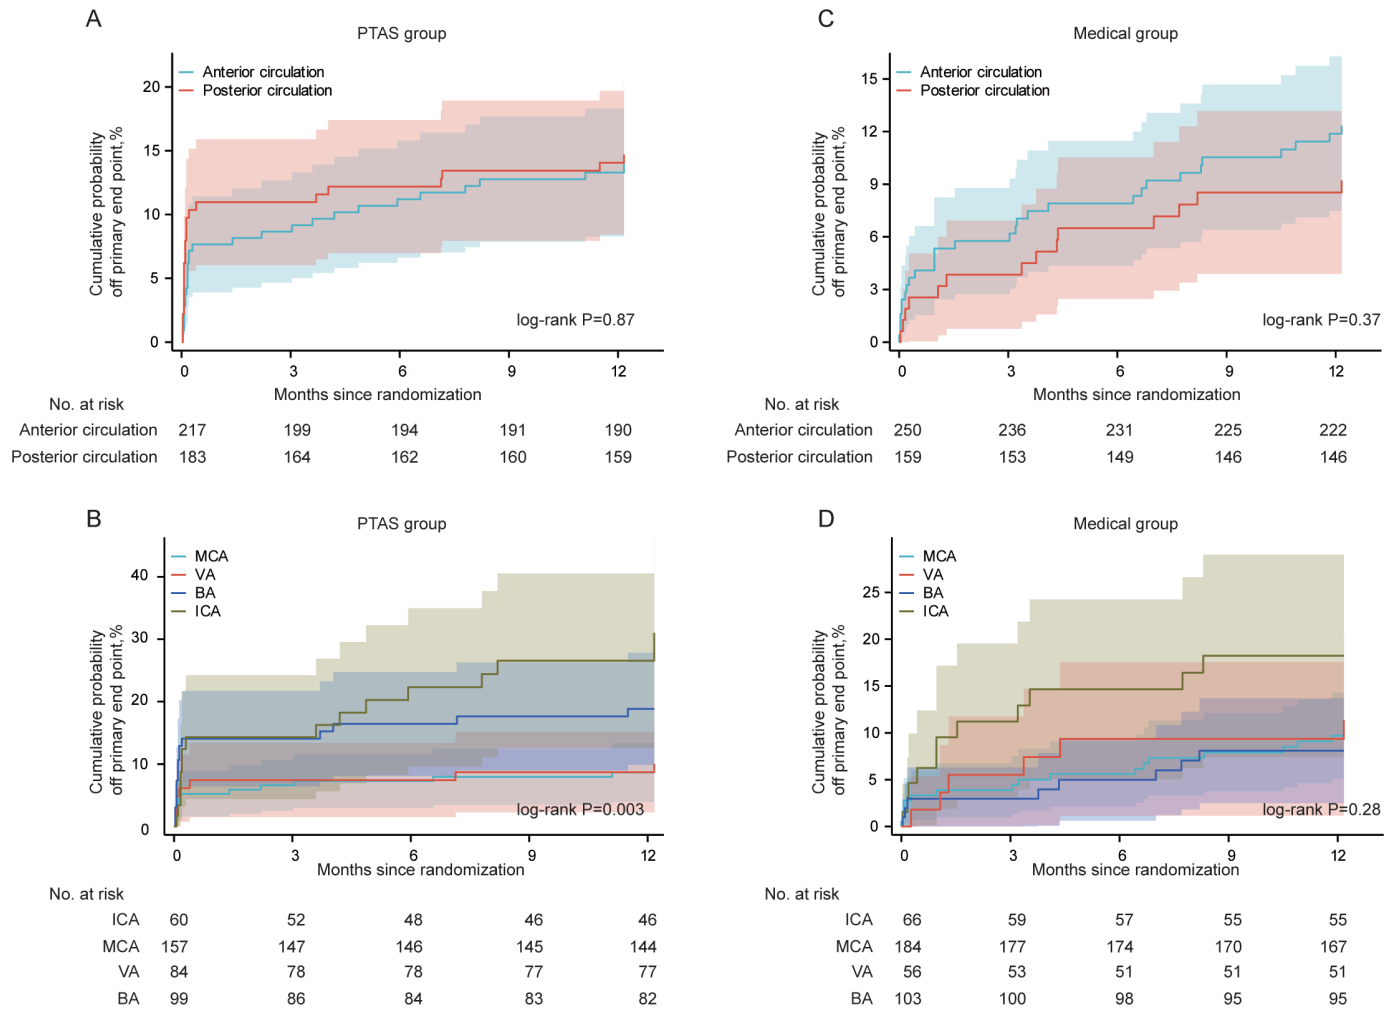 A
PTAS group
Anterior circulation
Posterior circulation
Cumulative probability
off primary end point,%
20
15
10
5
0
log-rank P=0.87
0 3 6 9 12
Months since randomization
No. at risk
Anterior circulation 217 199 194 191 190
Posterior circulation 183 164 162 160 159
C
Medical group
Anterior circulation
Posterior circulation
Cumulative probability
off primary end point,%
15
12
9
6
3
0
log-rank P=0.37
0 3 6 9 12
Months since randomization
No. at risk
Anterior circulation 250 236 231 225 222
Posterior circulation 159 153 149 146 146
B
PTAS group
MCA
VA
BA
ICA
Cumulative probability
off primary end point,%
40
30
20
10
0
log-rank P=0.003
0 3 6 9 12
Months since randomization
No. at risk
ICA 60 52 48 46 46
MCA 157 147 146 145 144
VA 84 78 78 77 77
BA 99 86 84 83 82
D
Medical group
MCA
VA
BA
ICA
Cumulative probability
off primary end point,%
25
20
15
10
5
0
log-rank P=0.28
0 3 6 9 12
Months since randomization
No. at risk
ICA 66 59 57 55 55
MCA 184 177 174 170 167
VA 56 53 51 51 51
BA 103 100 98 95 95